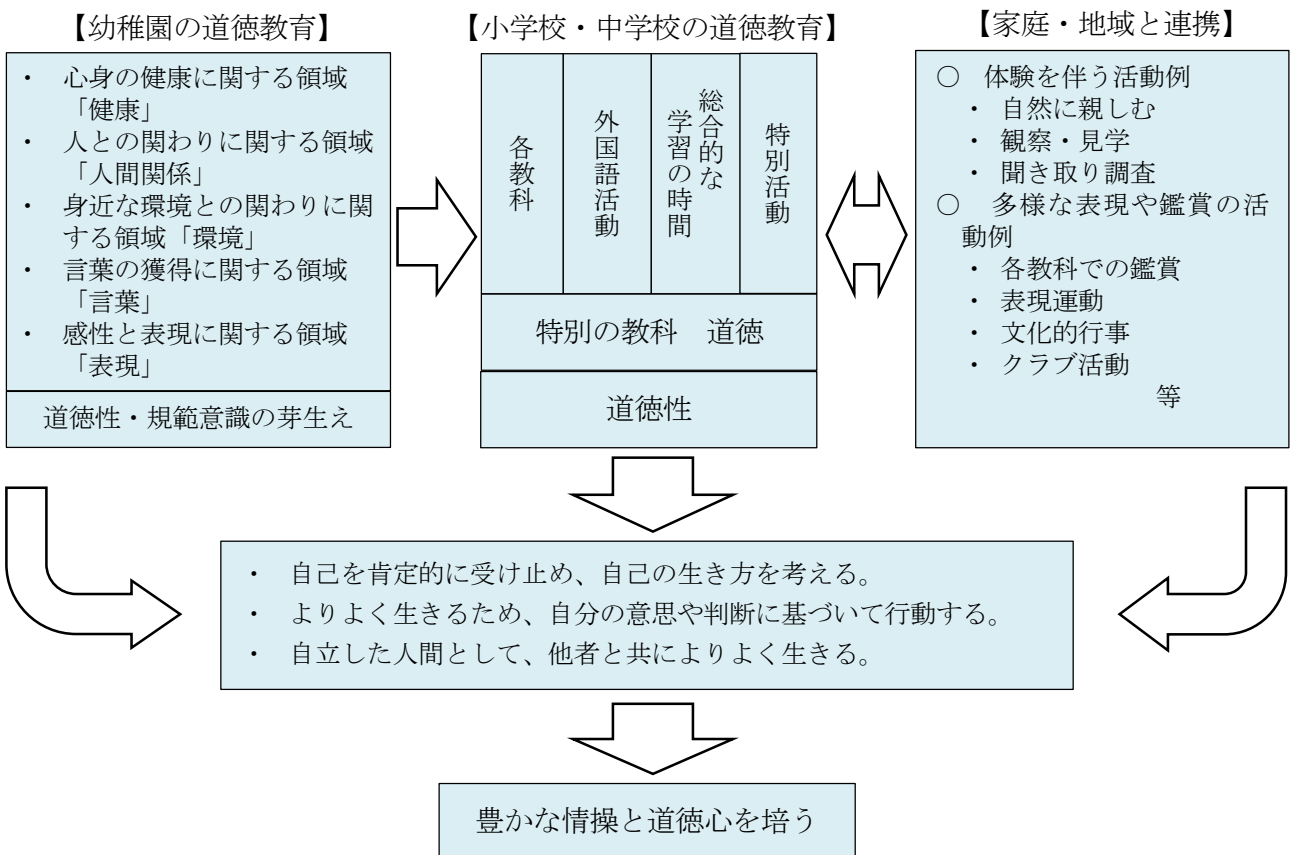 【幼稚園の道徳教育】
・ 心身の健康に関する領域
「健康」
・ 人との関わりに関する領域
「人間関係」
・ 身近な環境との関わりに関
する領域「環境」
・ 言葉の獲得に関する領域
「言葉」
・ 感性と表現に関する領域
「表現」
道徳性・規範意識の芽生え
【小学校・中学校の道徳教育】
各教科
外国語活動
総合的な
学習の時間
特別活動
特別の教科 道徳
道徳性
【家庭・地域と連携】
○ 体験を伴う活動例
・ 自然に親しむ
・ 観察・見学
・ 聞き取り調査
○ 多様な表現や鑑賞の活
動例
・ 各教科での鑑賞
・ 表現運動
・ 文化的行事
・ クラブ活動
等
・ 自己を肯定的に受け止め、自己の生き方を考える。
・ よりよく生きるため、自分の意思や判断に基づいて行動する。
・ 自立した人間として、他者と共によりよく生きる。
豊かな情操と道徳心を培う